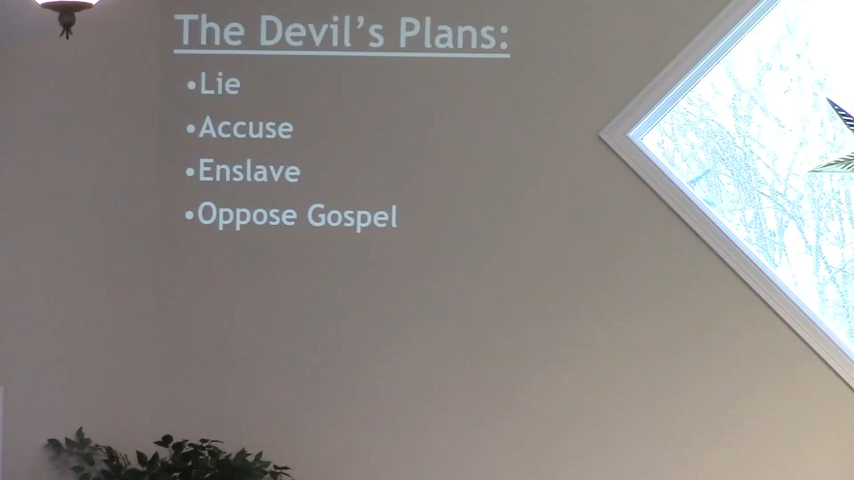 The Devil's Plans:
•Lie
•Accuse
•Enslave
•Oppose Gospel